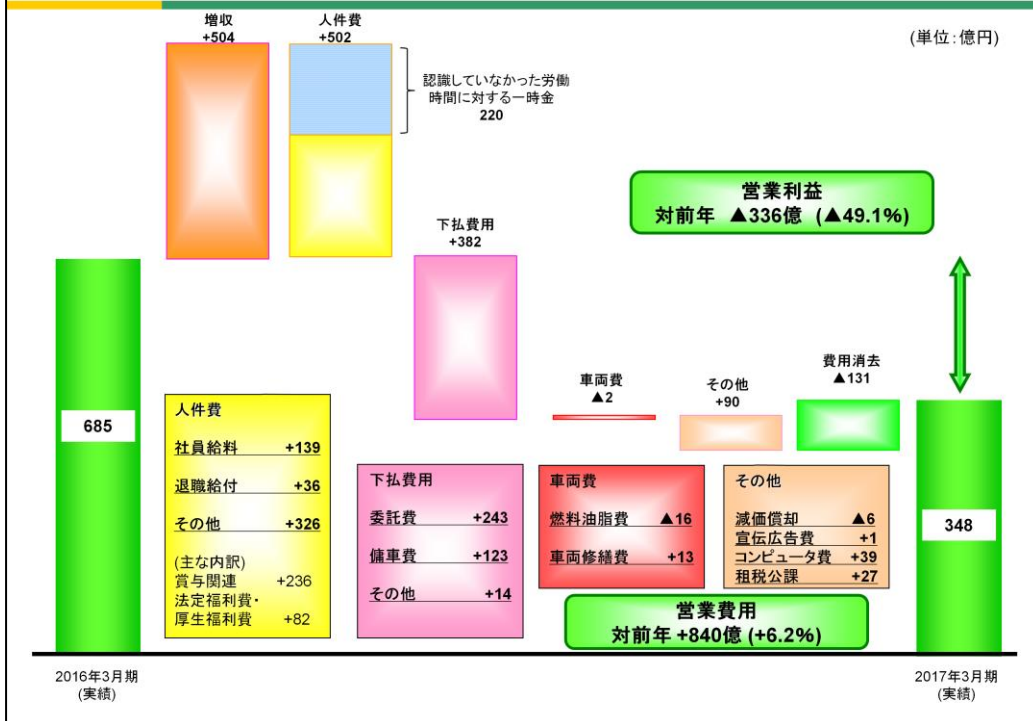 増収
+504
人件費
+502
(単位:億円)
認識していなかった労働
時間に対する一時金
220
営業利益
対前年 ▲336億 (▲49.1%)
下払費用
+382
車両費
▲2
その他
+90
費用消去
▲131
685
人件費
社員給料 +139
退職給付 +36
その他 +326
(主な内訳)
賞与関連 +236
法定福利費・
厚生福利費 +82
下払費用
委託費 +243
傭車費 +123
その他 +14
車両費
燃料油脂費 ▲16
車両修繕費 +13
その他
減価償却 ▲6
宣伝広告費 +1
コンピュータ費 +39
租税公課 +27
348
営業費用
対前年 +840億 (+6.2%)
2016年3月期
(実績)
2017年3月期
(実績)